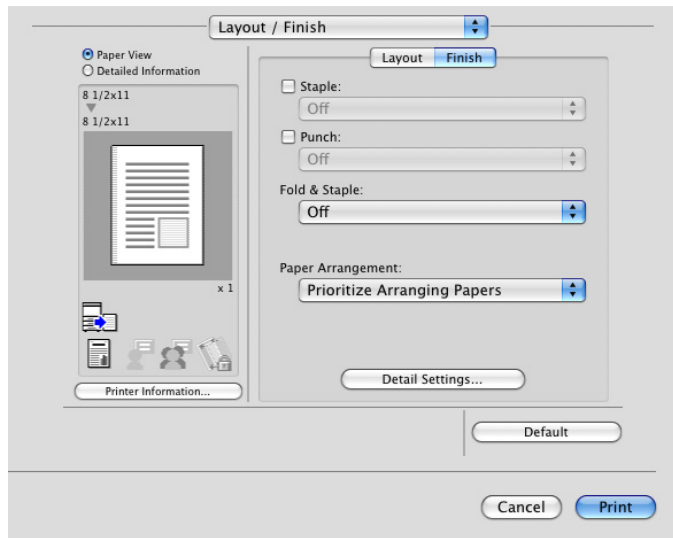 Layout / Finish
Paper View
Detailed Information
8 1/2x11
8 1/2x11
x 1
Printer Information...
Layout Finish
Staple:
Off
Punch:
Off
Fold & Staple:
Off
Paper Arrangement:
Prioritize Arranging Papers
Detail Settings...
Default
Cancel Print